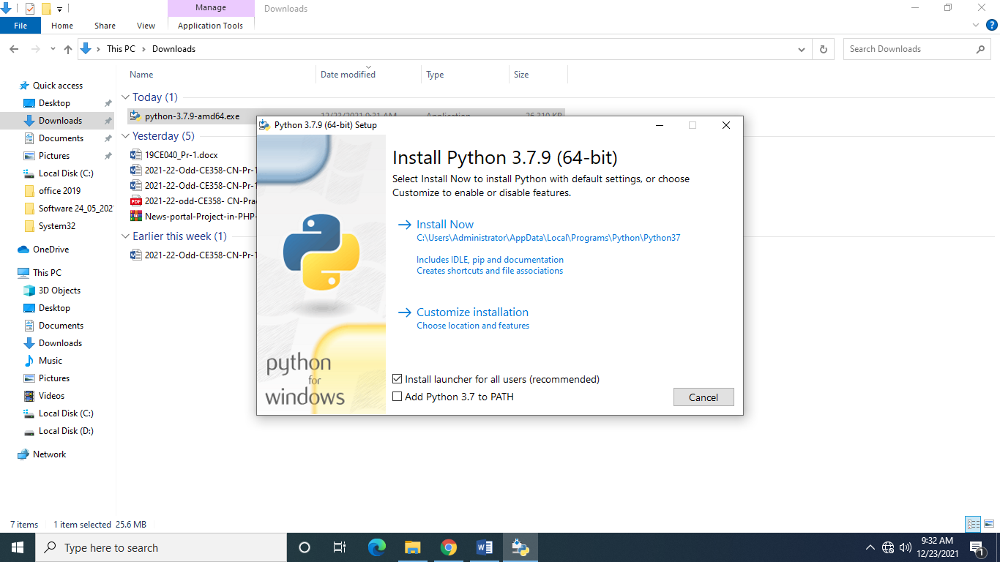 Manage
Downloads
File
Home
Share
View
Application Tools
This PC
Downloads
Search Downloads
Name
Date modified
Type
Size
Quick access
Desktop
Downloads
Documents
Pictures
Local Disk (C:)
office 2019
Software 24_05_202
System32
OneDrive
This PC
3D Objects
Desktop
Documents
Downloads
Music
Pictures
Videos
Local Disk (C:)
Local Disk (D:)
Network
Today (1)
python-3.7.9-amd64.exe
Yesterday (5)
19CE040_Pr-1.docx
2021-22-Odd-CE358-CN-Pr-1
2021-22-Odd-CE358-CN-Pr-1
2021-22-odd-CE358- CN-Pra
News-portal-Project-in-PHP-
Earlier this week (1)
2021-22-Odd-CE358-CN-Pr-1
Python 3.7.9 (64-bit) Setup
Install Python 3.7.9 (64-bit)
Select Install Now to install Python with default settings, or choose
Customize to enable or disable features.
Install Now
C:\Users\Administrator\AppData\Local\Programs\Python\Python37
Includes IDLE, pip and documentation
Creates shortcuts and file associations
Customize installation
Choose location and features
python
for
windows
Install launcher for all users (recommended)
Add Python 3.7 to PATH
Cancel
7 items
1 item selected 25.6 MB
Type here to search
9:32 AM
12/23/2021
1